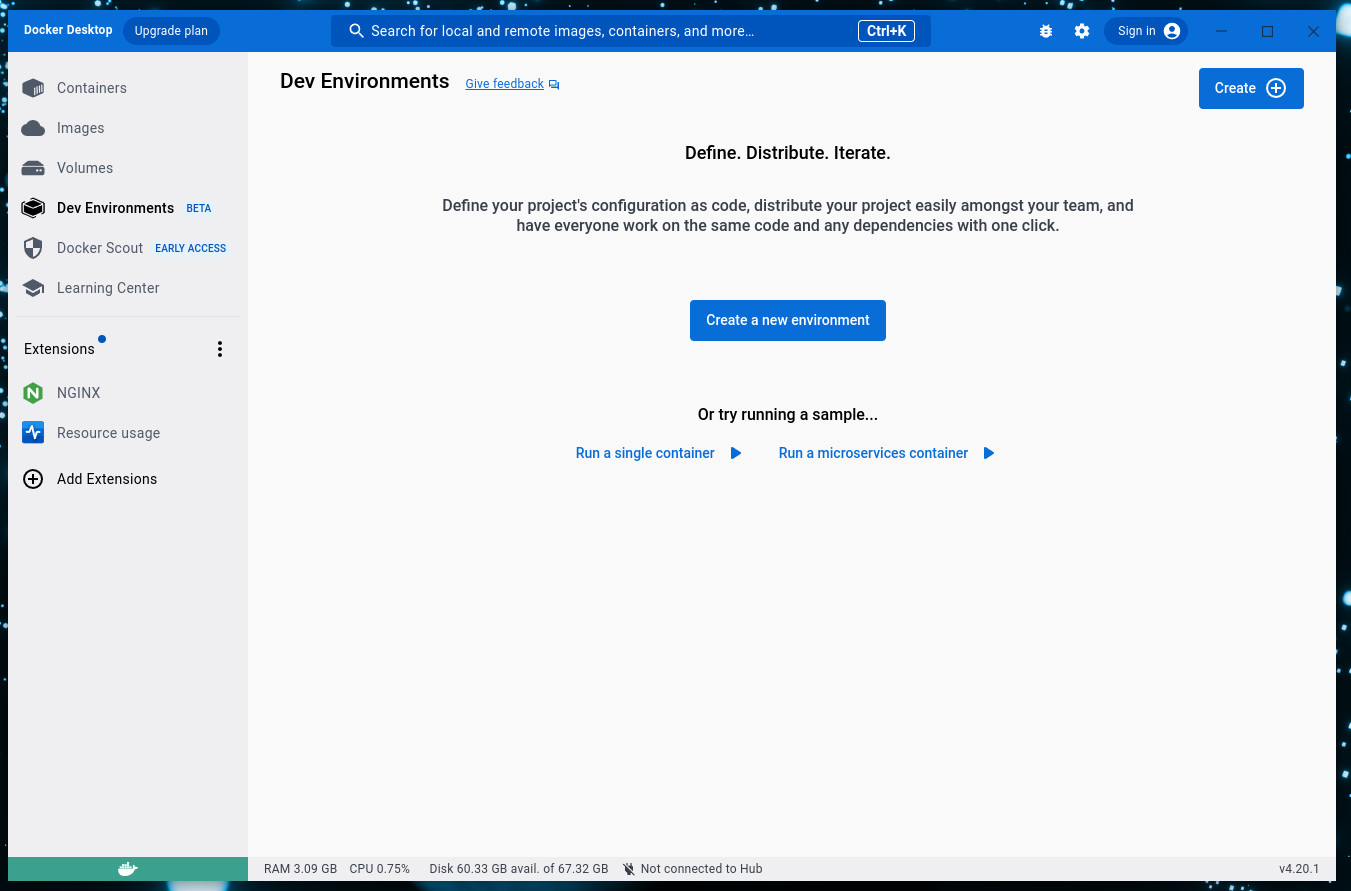 Docker Desktop
Upgrade plan
Search for local and remote images, containers, and more...
Ctrl+K
Sign in
Containers
Images
Volumes
Dev Environments BETA
Docker Scout EARLY ACCESS
Learning Center
Extensions
NGINX
Resource usage
Add Extensions
Dev Environments
Give feedback
Create
Define. Distribute. Iterate.
Define your project's configuration as code, distribute your project easily amongst your team, and
have everyone work on the same code and any dependencies with one click.
Create a new environment
Or try running a sample...
Run a single container
Run a microservices container
RAM 3.09 GB CPU 0.75% Disk 60.33 GB avail. of 67.32 GB Not connected to Hub
v4.20.1